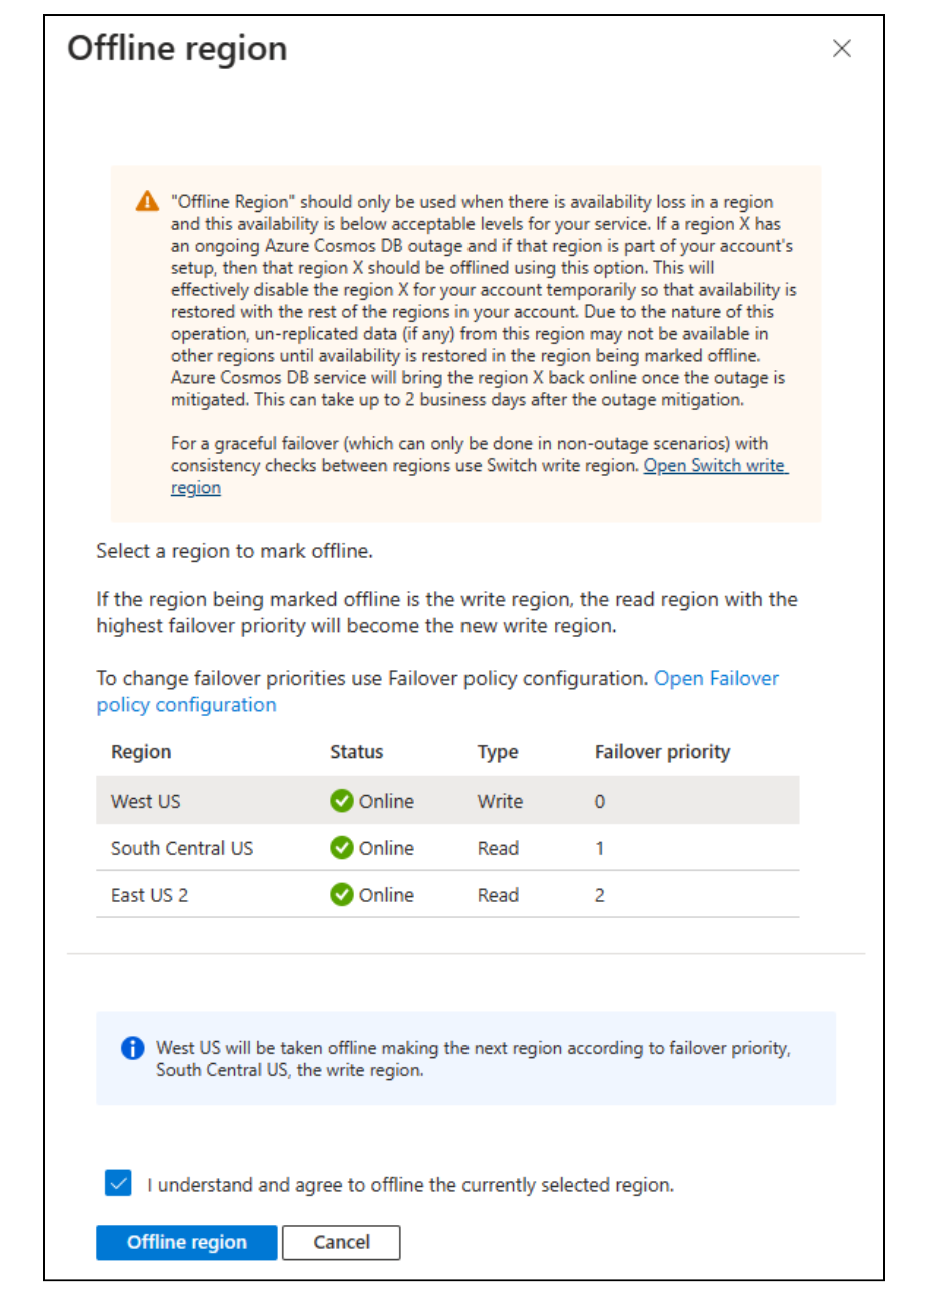 Offline region
"Offline Region" should only be used when there is availability loss in a region
and this availability is below acceptable levels for your service. If a region X has
an ongoing Azure Cosmos DB outage and if that region is part of your account's
setup, then that region X should be offlined using this option. This will
effectively disable the region X for your account temporarily so that availability is
restored with the rest of the regions in your account. Due to the nature of this
operation, un-replicated data (if any) from this region may not be available in
other regions until availability is restored in the region being marked offline.
Azure Cosmos DB service will bring the region X back online once the outage is
mitigated. This can take up to 2 business days after the outage mitigation.
For a graceful failover (which can only be done in non-outage scenarios) with
consistency checks between regions use Switch write region. Open Switch write
region
Select a region to mark offline.
If the region being marked offline is the write region, the read region with the
highest failover priority will become the new write region.
To change failover priorities use Failover policy configuration. Open Failover
policy configuration
Region Status Type Failover priority
West US Online Write 0
South Central US Online Read 1
East US 2 Online Read 2
West US will be taken offline making the next region according to failover priority,
South Central US, the write region.
I understand and agree to offline the currently selected region.
Offline region Cancel